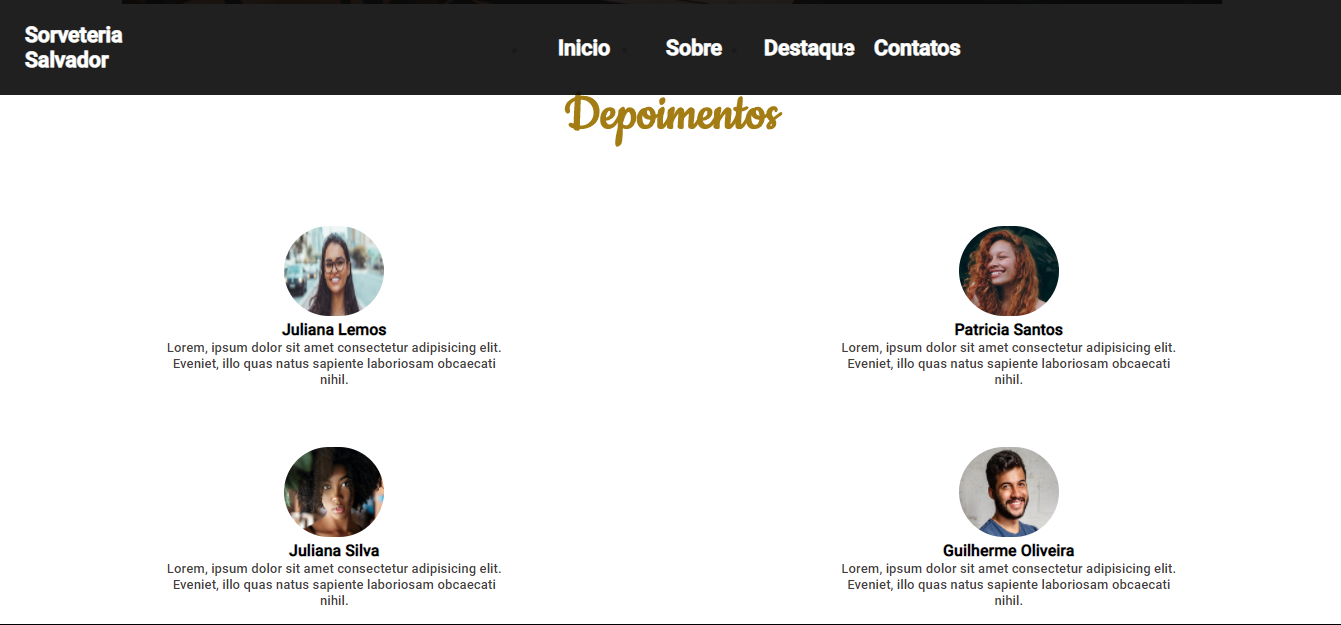 Sorveteria
Salvador
Inicio Sobre Destaque Contatos
Depoimentos
Juliana Lemos
Lorem, ipsum dolor sit amet consectetur adipisicing elit.
Eveniet, illo quas natus sapiente laboriosam obcaecati
nihil.
Patricia Santos
Lorem, ipsum dolor sit amet consectetur adipisicing elit.
Eveniet, illo quas natus sapiente laboriosam obcaecati
nihil.
Juliana Silva
Lorem, ipsum dolor sit amet consectetur adipisicing elit.
Eveniet, illo quas natus sapiente laboriosam obcaecati
nihil.
Guilherme Oliveira
Lorem, ipsum dolor sit amet consectetur adipisicing elit.
Eveniet, illo quas natus sapiente laboriosam obcaecati
nihil.